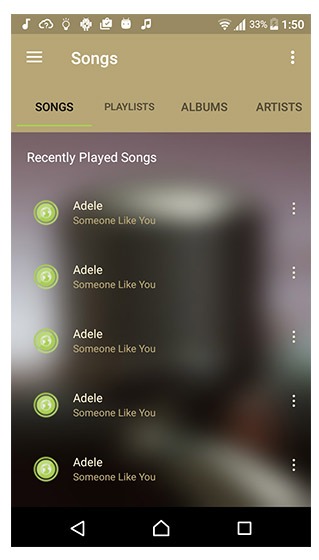 33% 1:50
Songs
SONGS PLAYLISTS ALBUMS ARTISTS
Recently Played Songs
Adele
Someone Like You
Adele
Someone Like You
Adele
Someone Like You
Adele
Someone Like You
Adele
Someone Like You